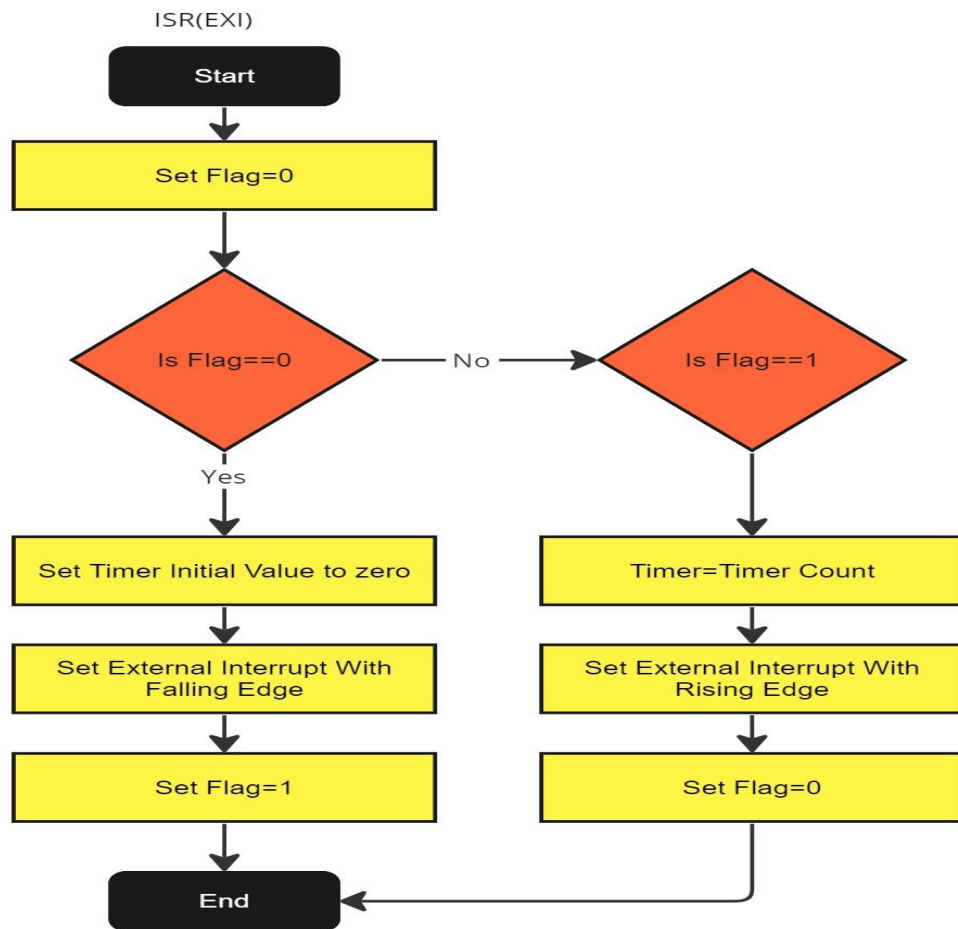 ISR(EXI)
Start
Set Flag=0
Is Flag==0
No
Is Flag==1
Yes
Set Timer Initial Value to zero
Set External Interrupt With
Falling Edge
Set Flag=1
Timer=Timer Count
Set External Interrupt With
Rising Edge
Set Flag=0
End